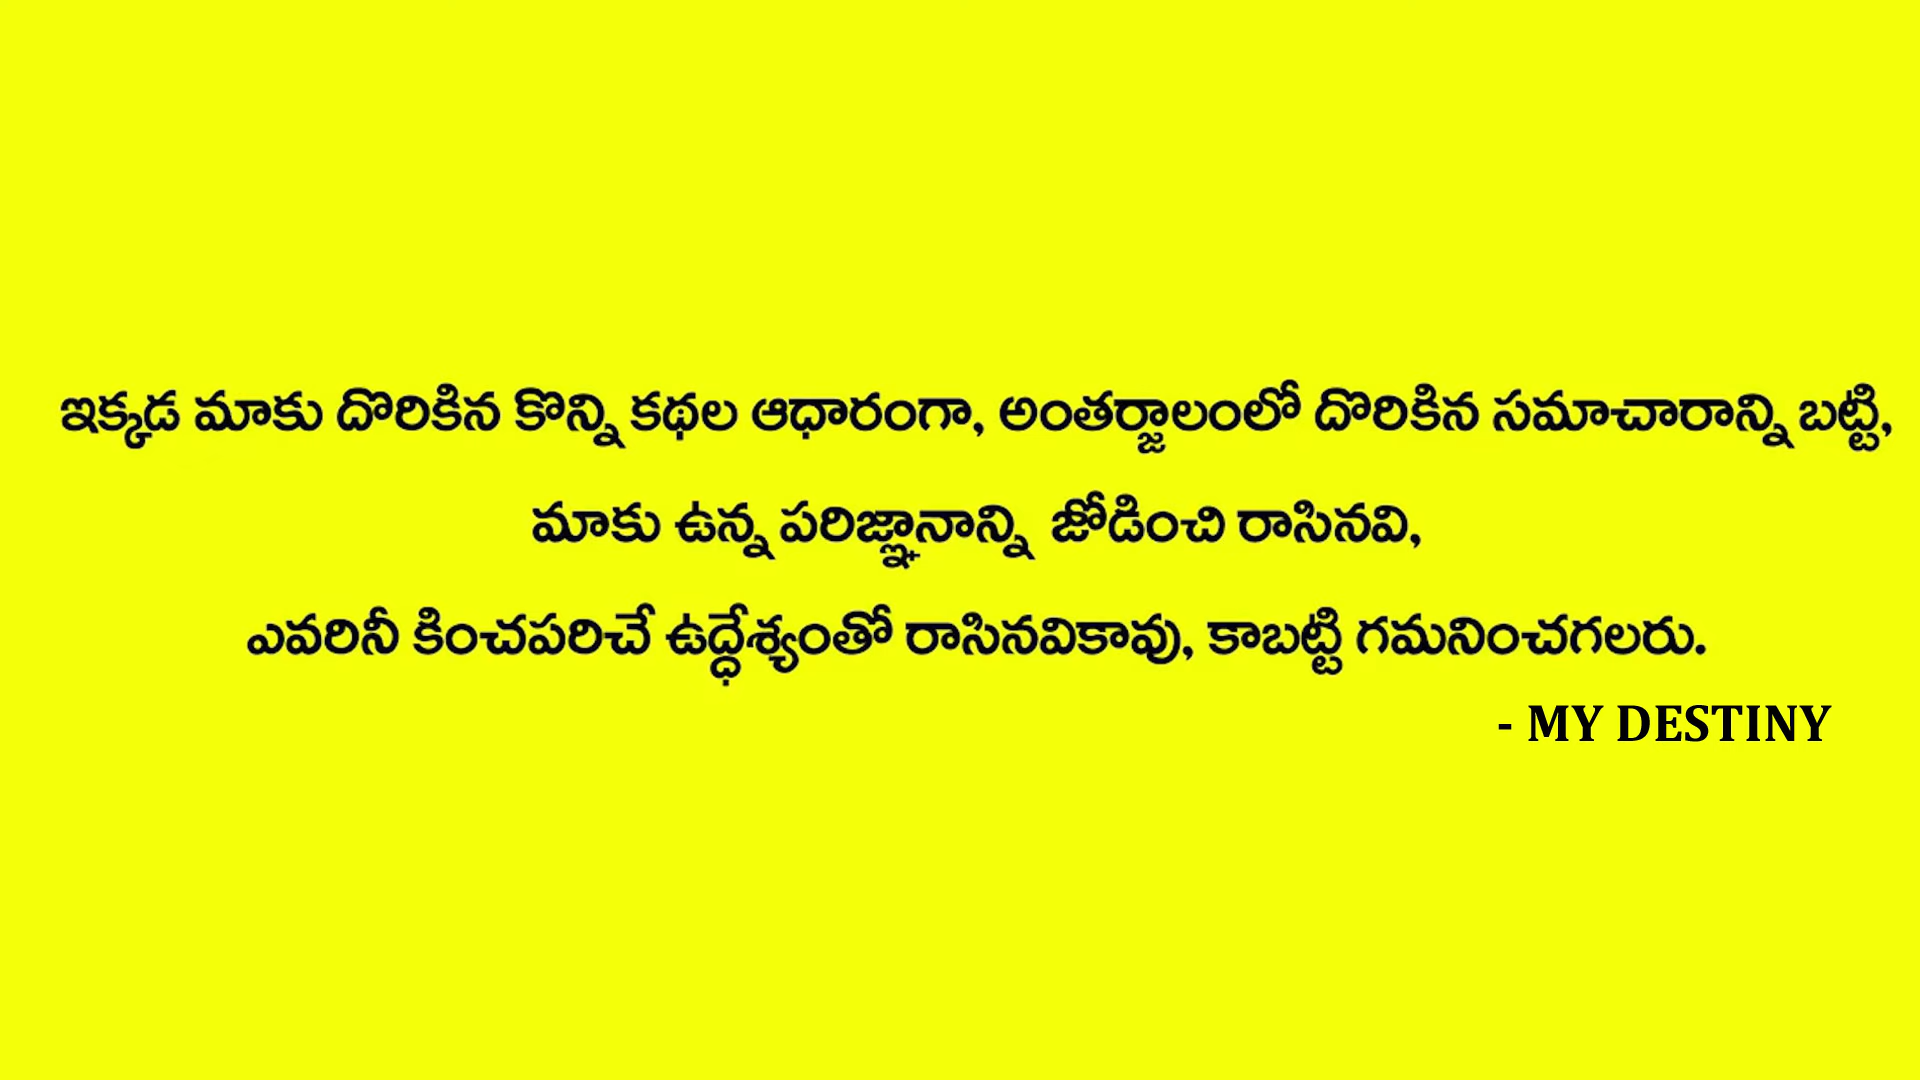 ఇక్కడ మాకు దొరికిన కొన్ని కథల ఆధారంగా, అంతర్జాలంలో దొరికిన సమాచారాన్ని బట్టి,
మాకు ఉన్న పరిజ్ఞానాన్ని జోడించి రాసినవి,
ఎవరినీ కించపరిచే ఉద్ధేశ్యంతో రాసినవికావు, కాబట్టి గమనించగలరు.
- MY DESTINY